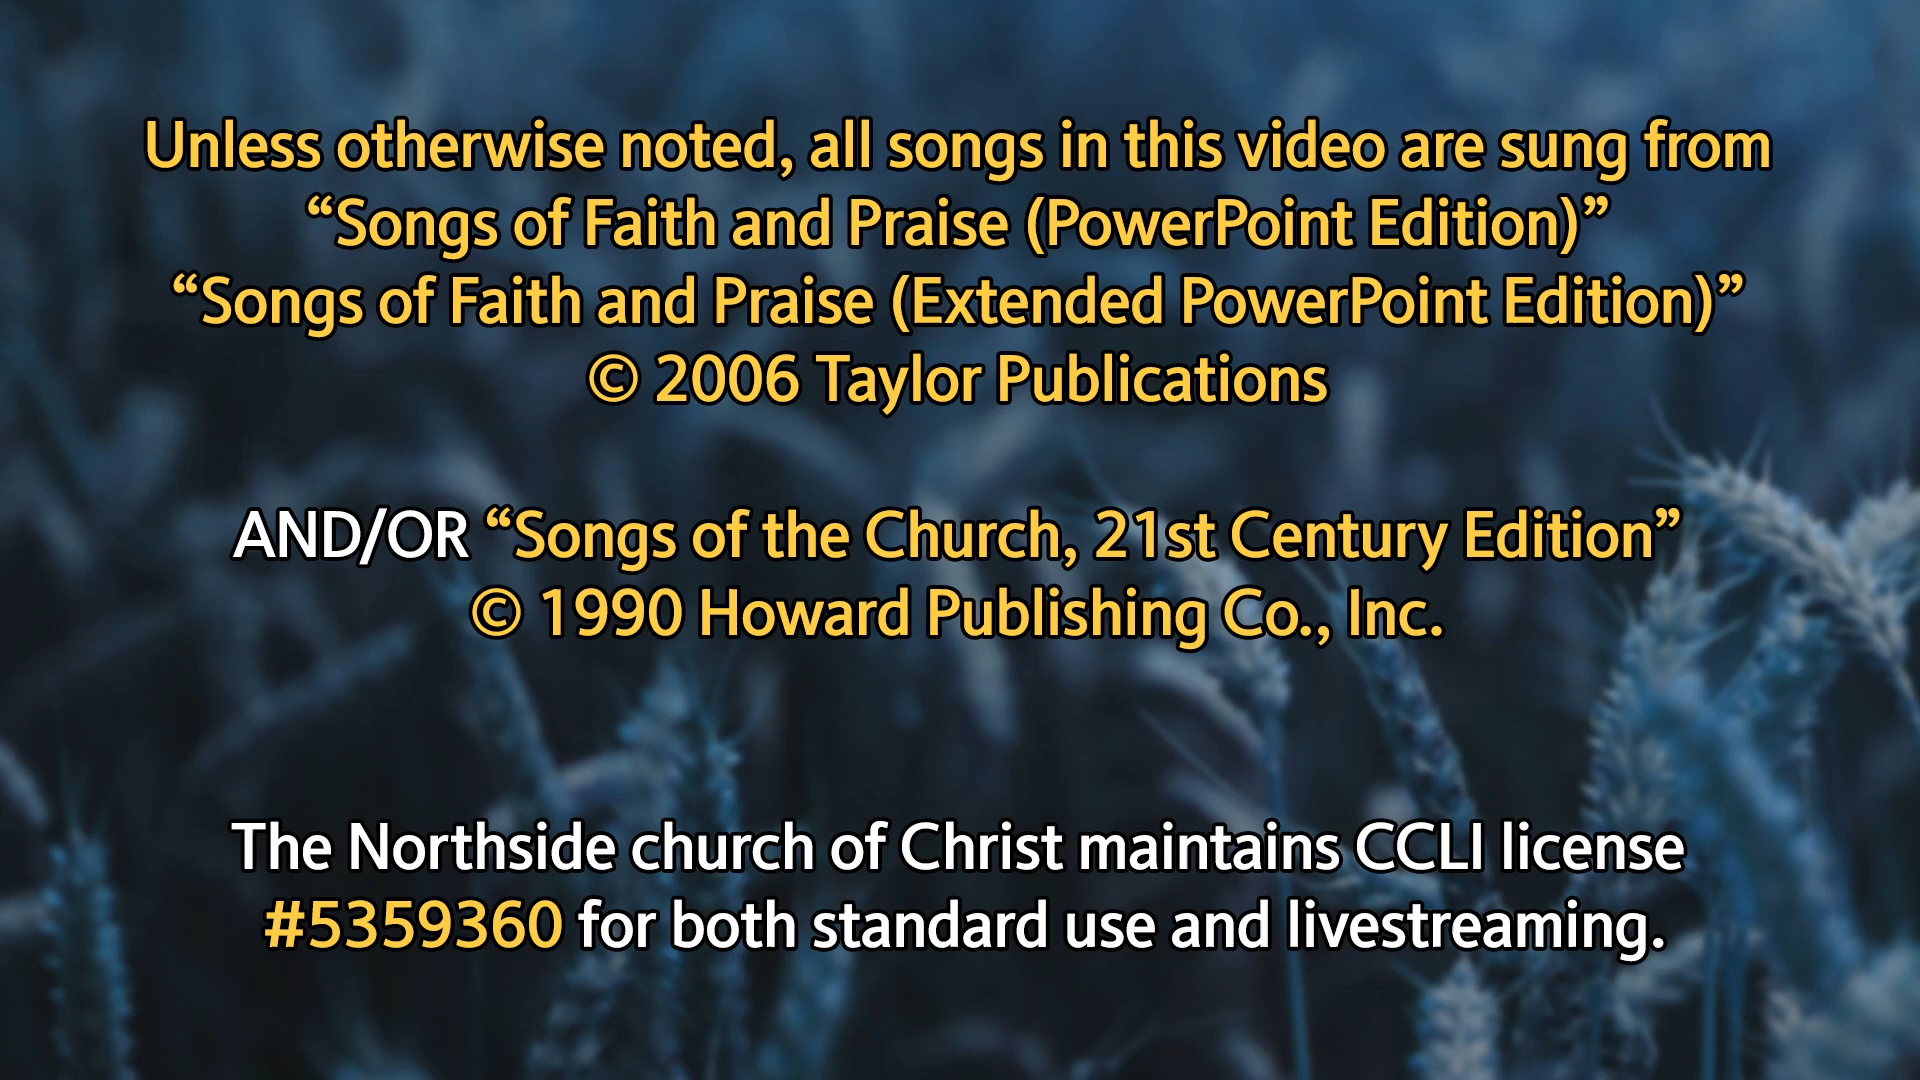 Unless otherwise noted, all songs in this video are sung from
“Songs of Faith and Praise (PowerPoint Edition)”
“Songs of Faith and Praise (Extended PowerPoint Edition)”
© 2006 Taylor Publications
AND/OR “Songs of the Church, 21st Century Edition”
© 1990 Howard Publishing Co., Inc.
The Northside church of Christ maintains CCLI license
#5359360 for both standard use and livestreaming.